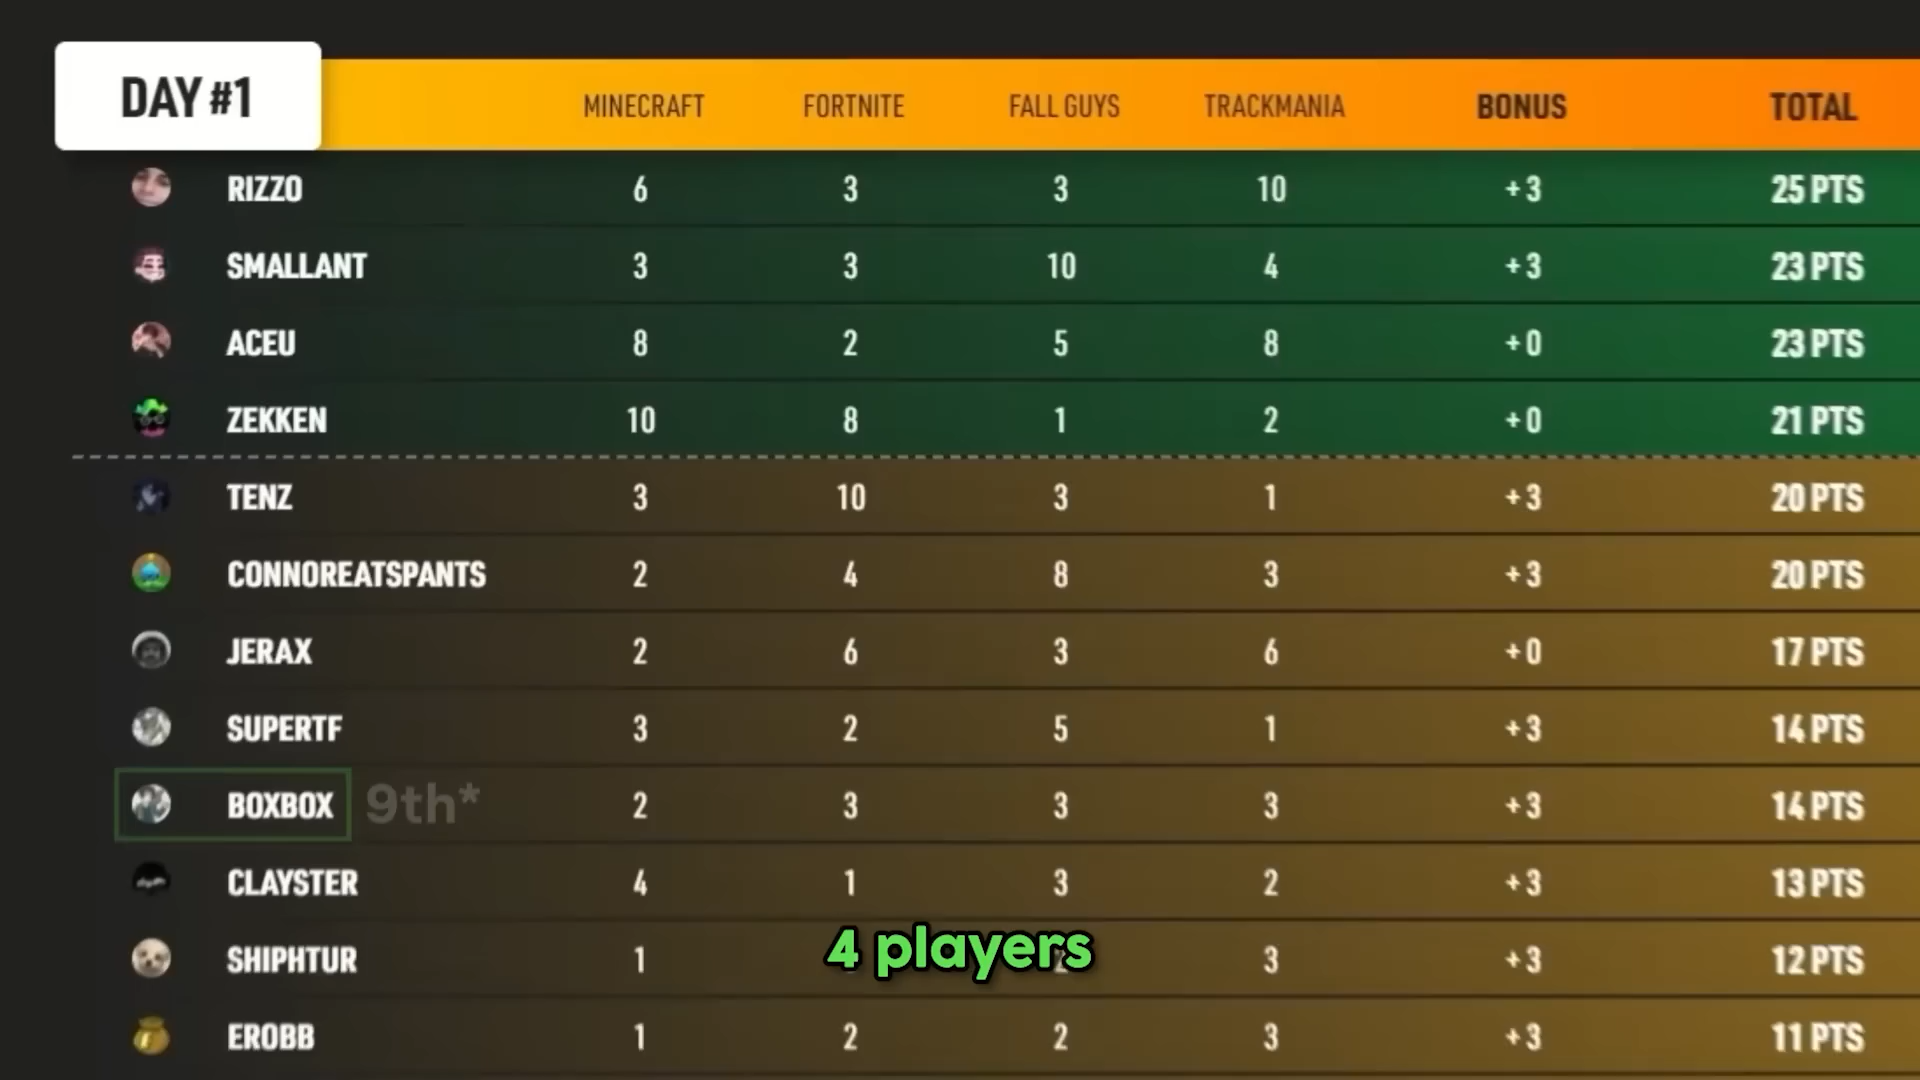 DAY #1 MINECRAFT FORTNITE FALL GUYS TRACKMANIA BONUS TOTAL
RIZZO 6 3 3 10 +3 25 PTS
SMALLANT 3 3 10 4 +3 23 PTS
ACEU 8 2 5 8 +0 23 PTS
ZEKKEN 10 8 1 2 +0 21 PTS
TENZ 3 10 3 1 +3 20 PTS
CONNOREATSPANTS 2 4 8 3 +3 20 PTS
JERAX 2 6 3 6 +0 17 PTS
SUPERTF 3 2 5 1 +3 14 PTS
BOXBOX 9th* 2 3 3 3 +3 14 PTS
CLAYSTER 4 1 3 2 +3 13 PTS
SHIPHTUR 1 3 +3 12 PTS
4 players
EROBB 1 2 2 3 +3 11 PTS